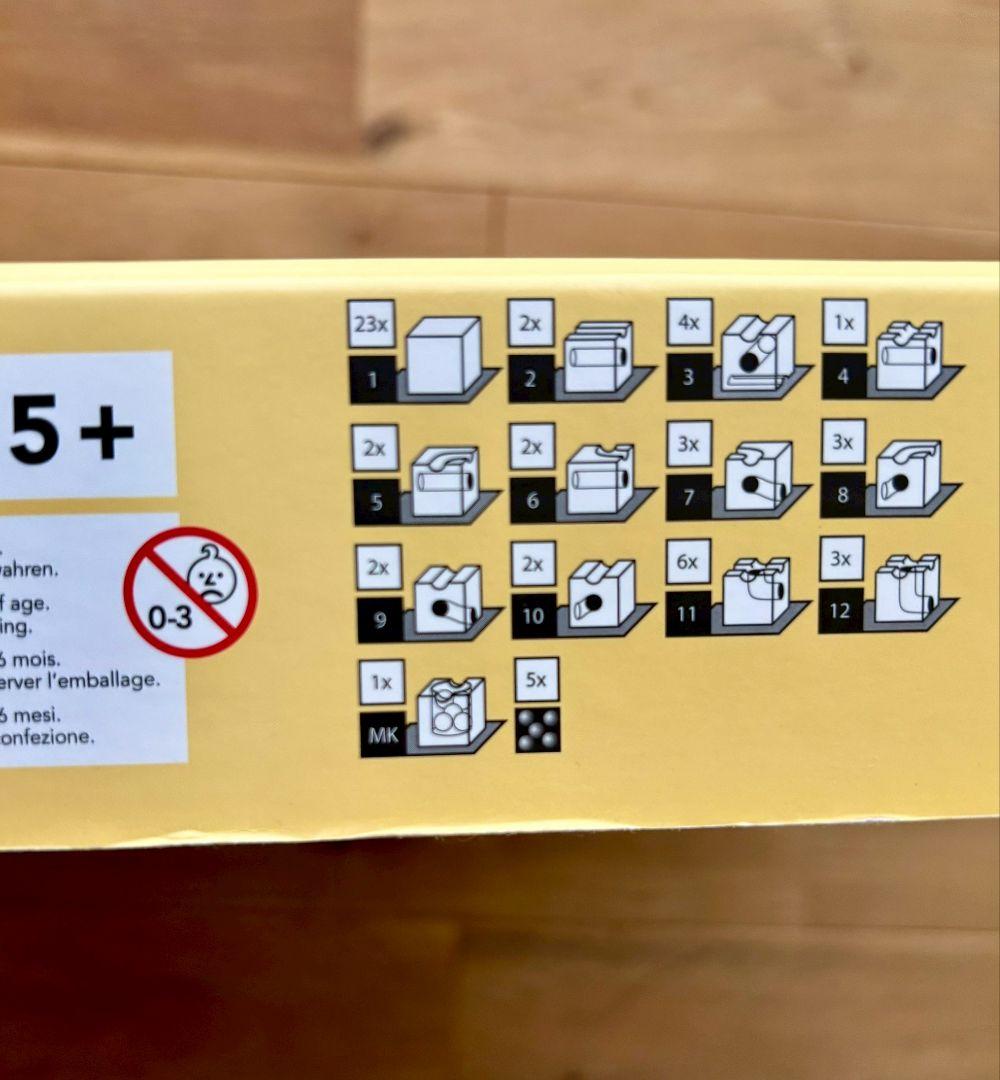 5+
ahren.
f age.
ing.
6 mois.
erver l'emballage.
6 mesi.
onfezione.
0-3
23x 2x 4x 1x
1 2 3 4
2x 2x 3x 3x
5 6 7 8
2x 2x 6x 3x
9 10 11 12
1x 5x
MK